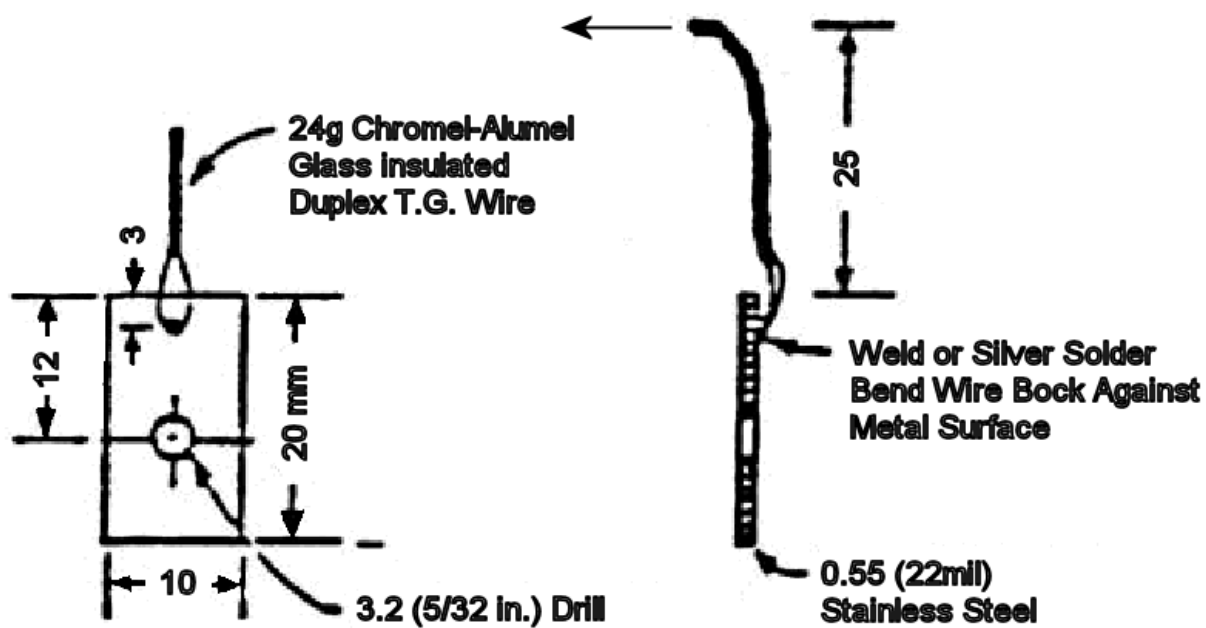 24g Chromel-Alumel
Glass insulated
Duplex T.G. Wire
3
12
20 mm
10
3.2 (5/32 in.) Drill
25
Weld or Silver Solder
Bend Wire Bock Against
Metal Surface
0.55 (22mil)
Stainless Steel